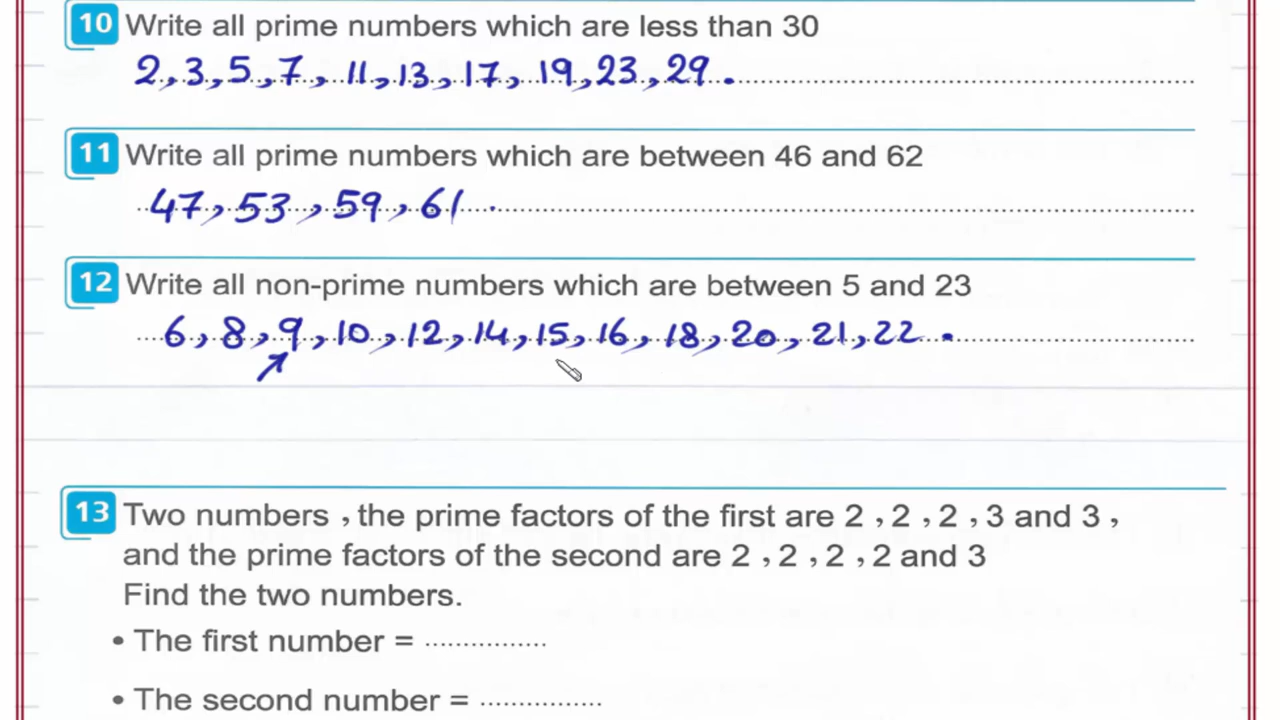 10 Write all prime numbers which are less than 30
2, 3, 5, 7, 11, 13, 17, 19, 23, 29.
11 Write all prime numbers which are between 46 and 62
47, 53, 59, 61.
12 Write all non-prime numbers which are between 5 and 23
6, 8, 9, 10, 12, 14, 15, 16, 18, 20, 21, 22.
13 Two numbers , the prime factors of the first are 2 , 2 , 2 , 3 and 3 ,
and the prime factors of the second are 2 , 2 , 2 , 2 and 3
Find the two numbers.
• The first number = ...............
• The second number = ...............